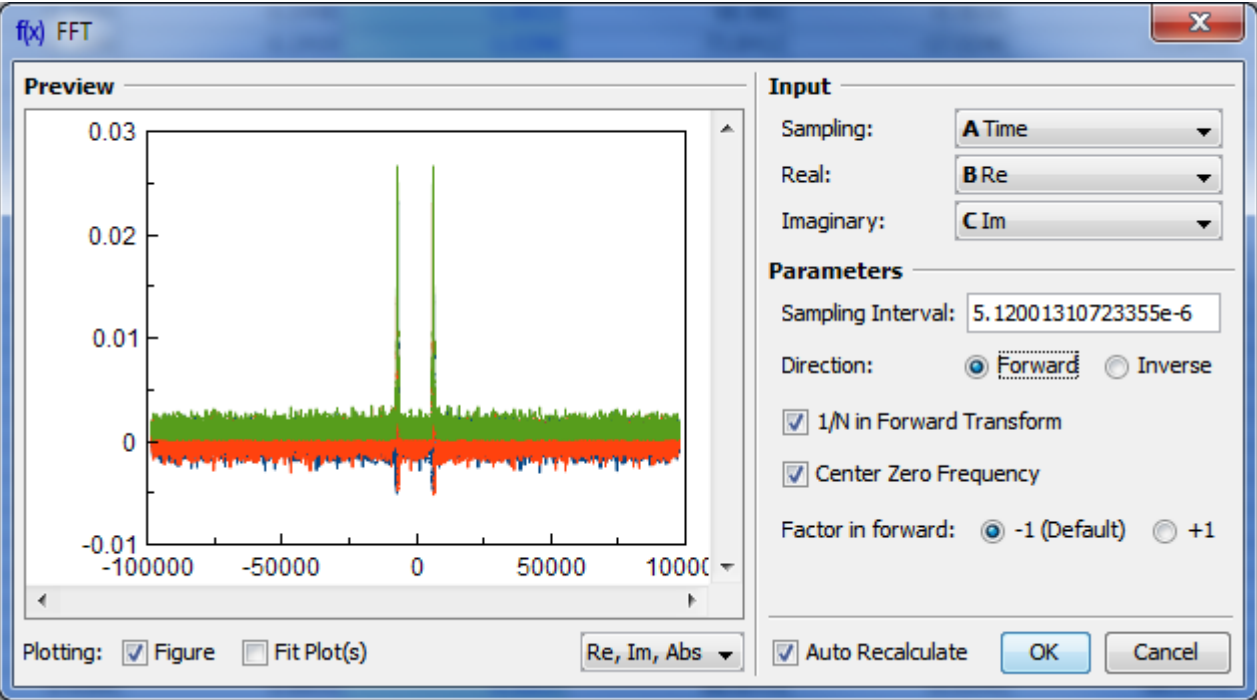 f(x) FFT
Preview
0.03
0.02
0.01
0
-0.01
-100000 -50000 0 50000 1000
Plotting: Figure Fit Plot(s) Re, Im, Abs
Input
Sampling: A Time
Real: B Re
Imaginary: C Im
Parameters
Sampling Interval: 5.12001310723355e-6
Direction: Forward Inverse
1/N in Forward Transform
Center Zero Frequency
Factor in forward: -1 (Default) +1
Auto Recalculate OK Cancel